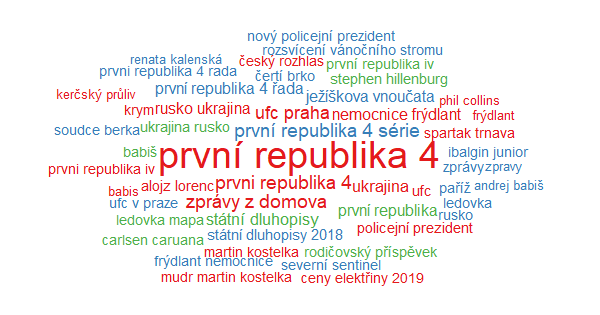 nový policejní prezident
rozsvícení vánočního stromu
renata kalenská český rozhlas první republika iv
prvni republika 4 rada čertí brko stephen hillenburg
kerčský průliv první republika 4 řada ježíškova vnoučata phil collins
krym rusko ukrajina ufc praha nemocnice frýdlant frýdlant
soudce berka ukrajina rusko první republika 4 série spartak trnava
babiš první republika 4 ibalgin junior
prvni republika iv zprávy zpravy
babis alojz lorenc prvni republika 4 ukrajina ufc paříž andrej babiš
ufc v praze zprávy z domova první republika rusko ledovka
ledovka mapa státní dluhopisy policejní prezident
carlsen caruana státní dluhopisy 2018
martin kostelka rodičovský příspěvek
frýdlant nemocnice severní sentinel
mudr martin kostelka ceny elektřiny 2019